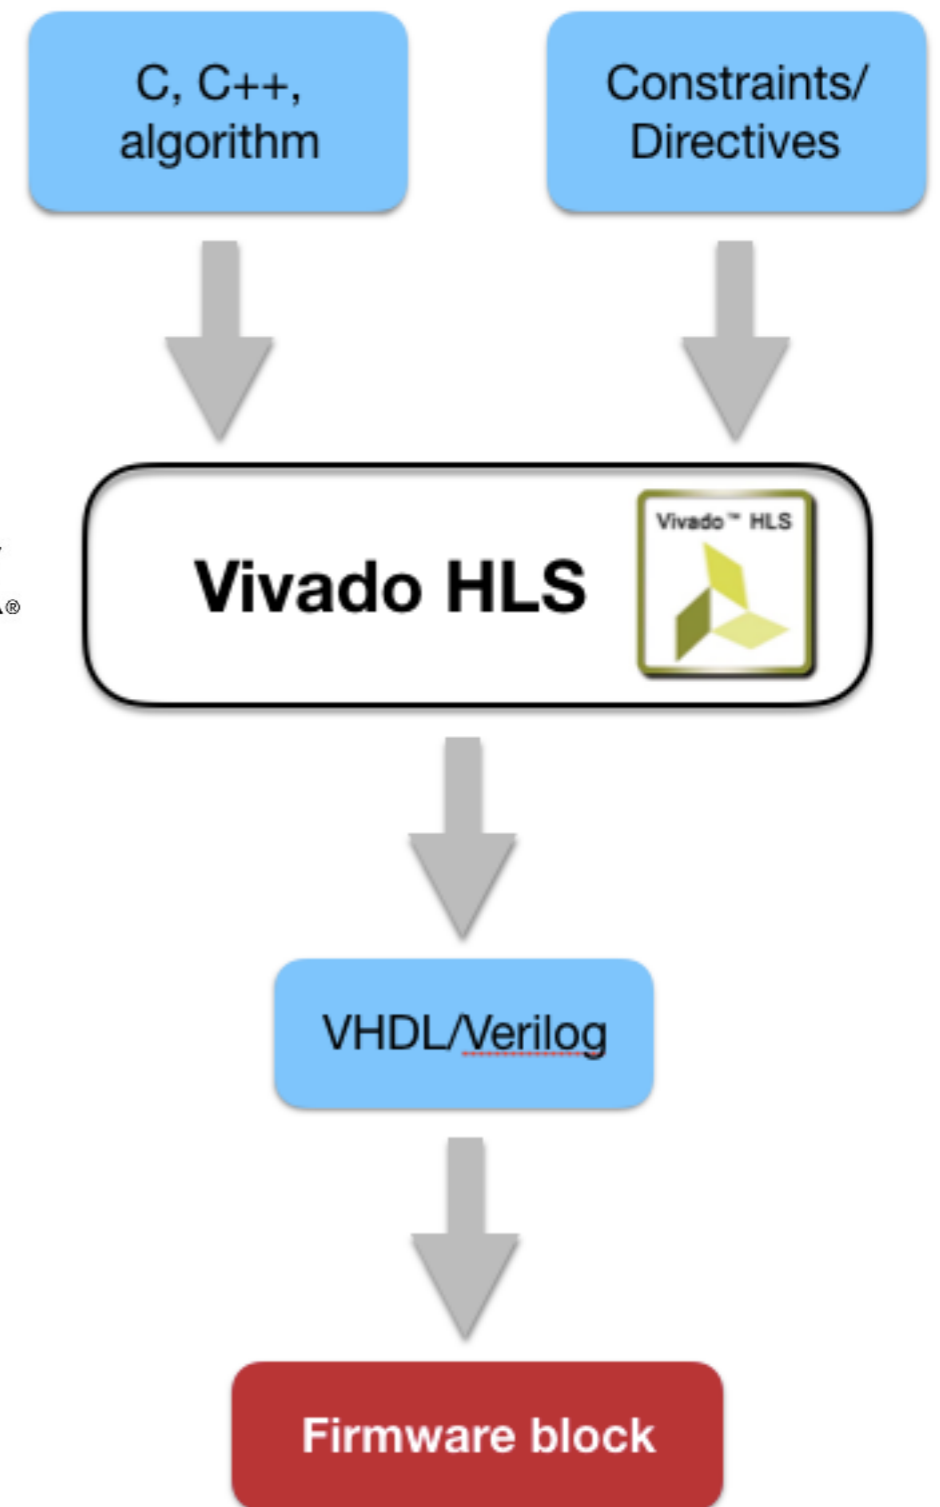 C, C++,
algorithm
Constraints/
Directives
Vivado™ HLS
Vivado HLS
®
VHDL/Verilog
Firmware block